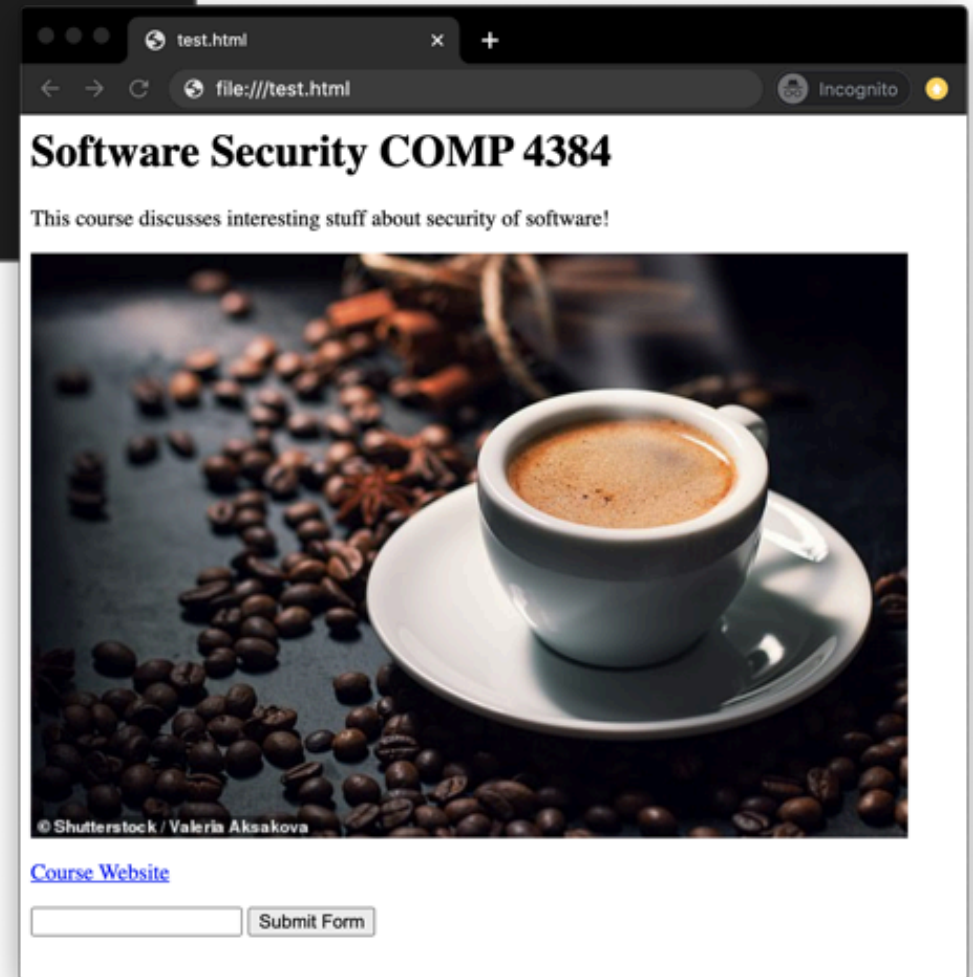 test.html
file:///test.html
Incognito
Software Security COMP 4384
This course discusses interesting stuff about security of software!
© Shutterstock / Valeria Aksakova
Course Website
Submit Form